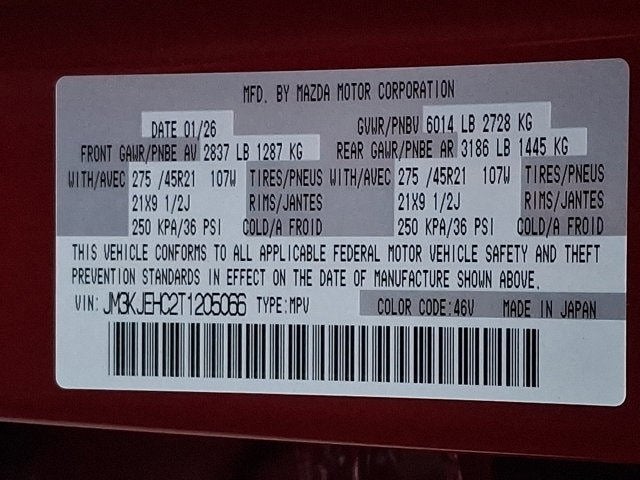 MFD. BY MAZDA MOTOR CORPORATION
DATE 01/26 GVWR/PNBV 6014 LB 2728 KG
FRONT GAWR/PNBE AV 2837 LB 1287 KG REAR GAWR/PNBE AR 3186 LB 1445 KG
WITH/AVEC 275 /45R21 107W TIRES/PNEUS WITH/AVEC 275 /45R21 107W TIRES/PNEUS
21X9 1/2J RIMS/JANTES 21X9 1/2J RIMS/JANTES
250 KPA/36 PSI COLD/A FROID 250 KPA/36 PSI COLD/A FROID
THIS VEHICLE CONFORMS TO ALL APPLICABLE FEDERAL MOTOR VEHICLE SAFETY AND THEFT
PREVENTION STANDARDS IN EFFECT ON THE DATE OF MANUFACTURE SHOWN ABOVE.
VIN: JM3KJEHC2T1205066 TYPE:MPV COLOR CODE:46V MADE IN JAPAN